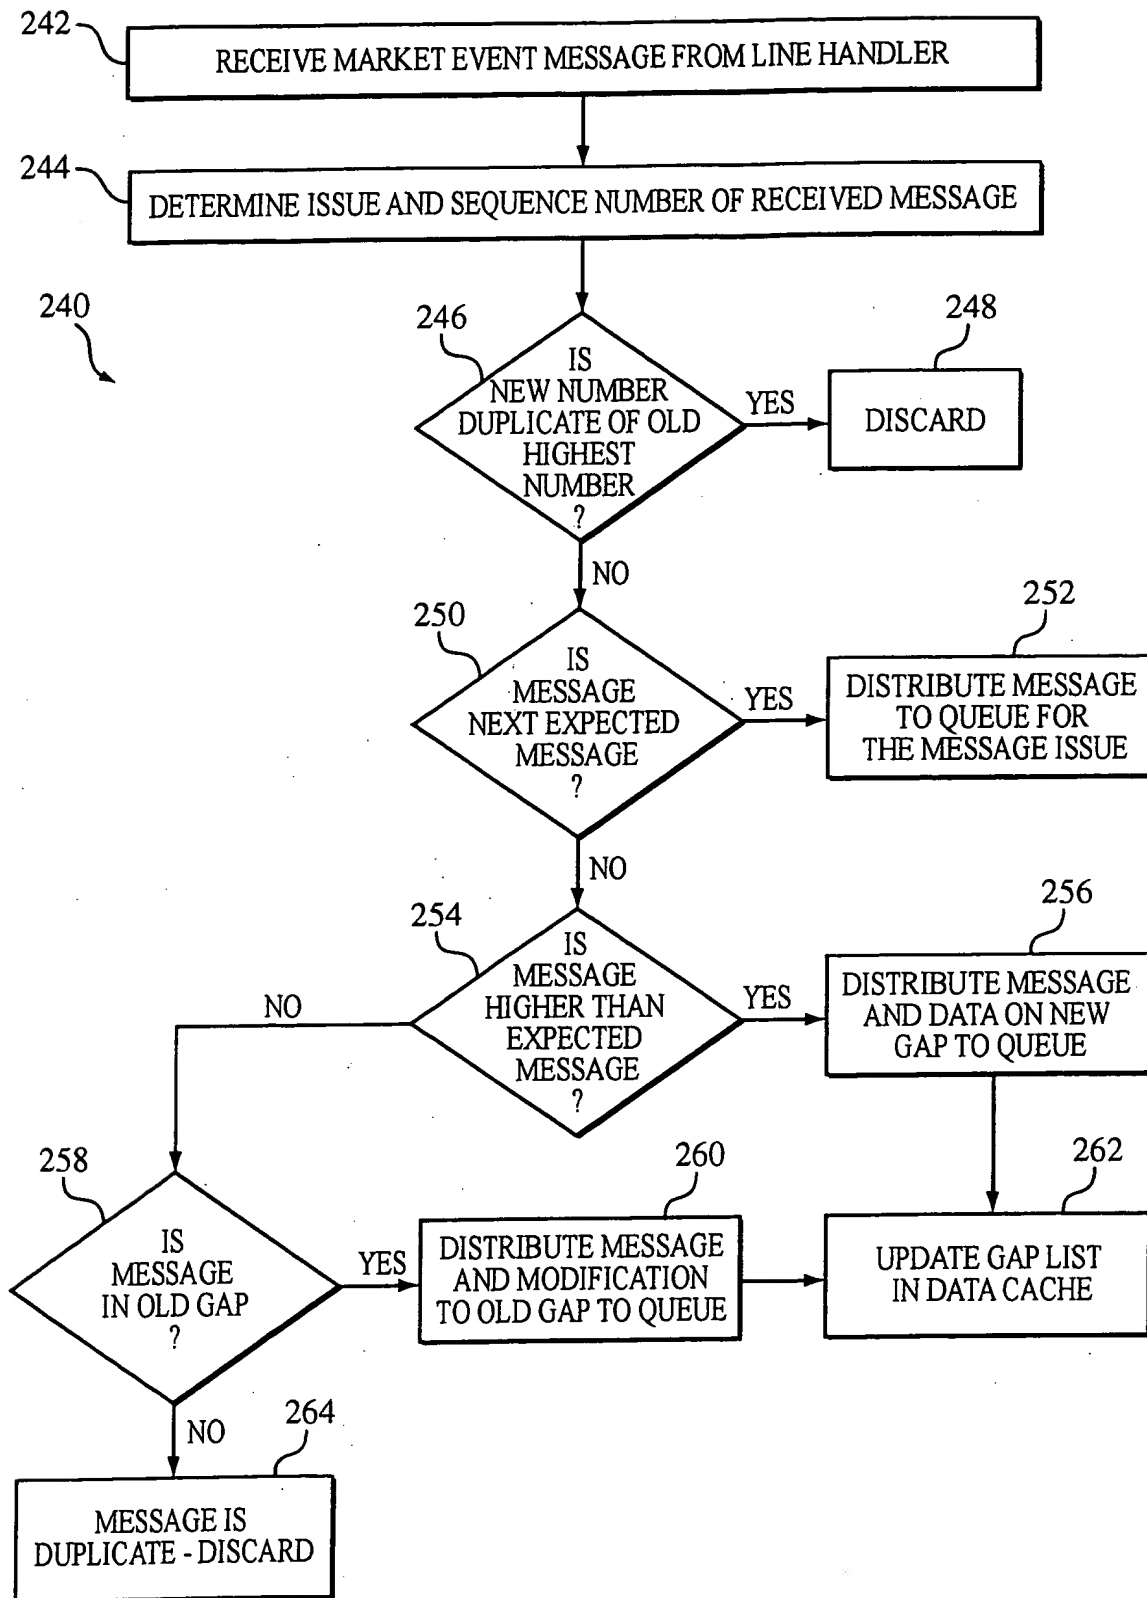 242
RECEIVE MARKET EVENT MESSAGE FROM LINE HANDLER
244
DETERMINE ISSUE AND SEQUENCE NUMBER OF RECEIVED MESSAGE
240
246
IS
NEW NUMBER
DUPLICATE OF OLD
HIGHEST
NUMBER
?
YES
248
DISCARD
NO
250
IS
MESSAGE
NEXT EXPECTED
MESSAGE
?
YES
252
DISTRIBUTE MESSAGE
TO QUEUE FOR
THE MESSAGE ISSUE
NO
254
IS
MESSAGE
HIGHER THAN
EXPECTED
MESSAGE
?
YES
256
DISTRIBUTE MESSAGE
AND DATA ON NEW
GAP TO QUEUE
NO
258
IS
MESSAGE
IN OLD GAP
?
YES
260
DISTRIBUTE MESSAGE
AND MODIFICATION
TO OLD GAP TO QUEUE
262
UPDATE GAP LIST
IN DATA CACHE
NO
264
MESSAGE IS
DUPLICATE - DISCARD